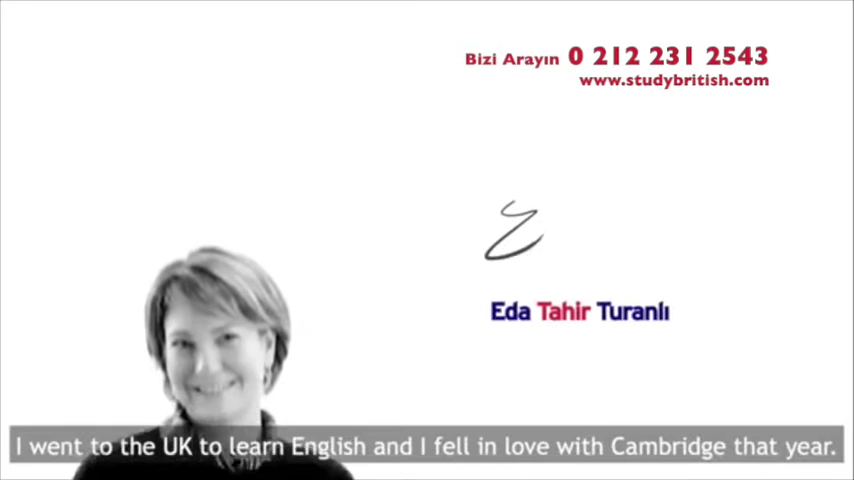 Bizi Arayın 0 212 231 2543
www.studybritish.com
Eda Tahir Turanlı
I went to the UK to learn English and I fell in love with Cambridge that year.